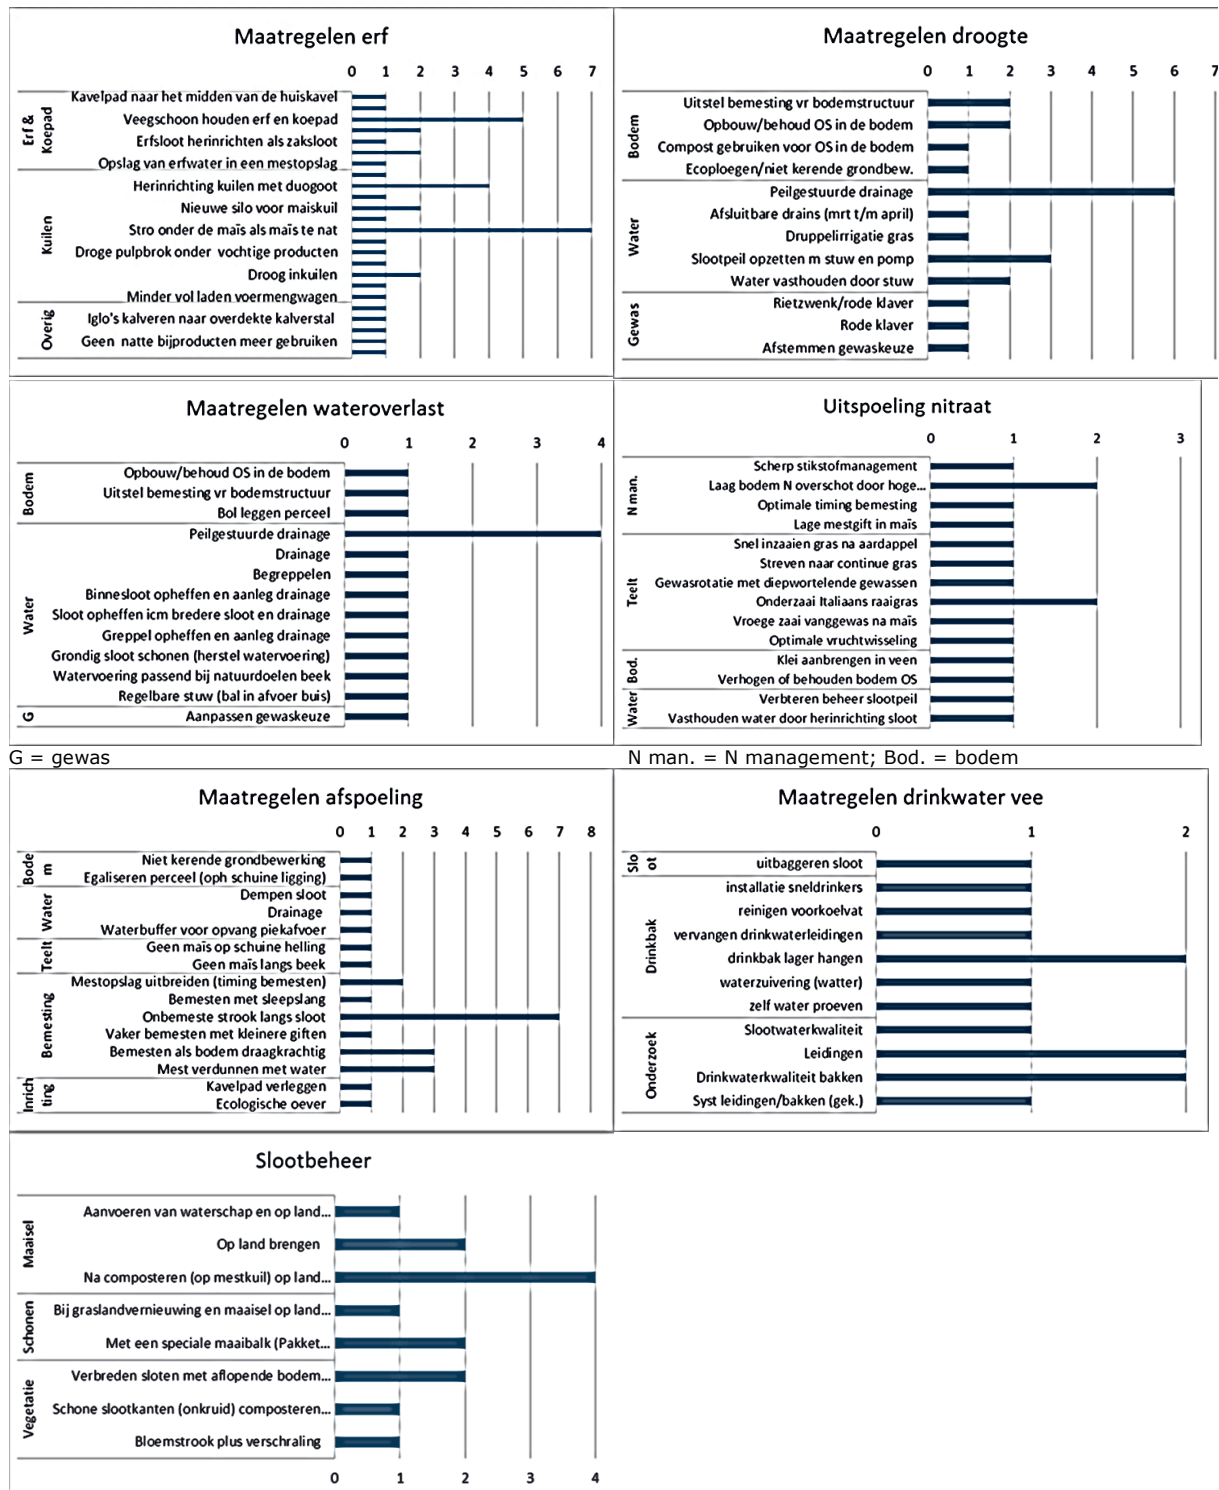 Maatregelen erf
0 1 2 3 4 5 6 7
Erf &
Koepad
Kavelpad naar het midden van de huiskavel
Veegschoon houden erf en koepad
Erfsloot herinrichten als zaksloot
Opslag van erfwater in een mestopslag
Kuilen
Herinrichting kuilen met duogoot
Nieuwe silo voor maiskuil
Stro onder de maïs als maïs te nat
Droge pulpbrok onder vochtige producten
Droog inkuilen
Minder vol laden voermengwagen
Overig
Iglo's kalveren naar overdekte kalverstal
Geen natte bijproducten meer gebruiken
Maatregelen droogte
0 1 2 3 4 5 6 7
Bodem
Uitstel bemesting vr bodemstructuur
Opbouw/behoud OS in de bodem
Compost gebruiken voor OS in de bodem
Ecoploegen/niet kerende grondbew.
Water
Peilgestuurde drainage
Afsluitbare drains (mrt t/m april)
Druppelirrigatie gras
Slootpeil opzetten m stuw en pomp
Water vasthouden door stuw
Gewas
Rietzwenk/rode klaver
Rode klaver
Afstemmen gewaskeuze
Maatregelen wateroverlast
0 1 2 3 4
Bodem
Opbouw/behoud OS in de bodem
Uitstel bemesting vr bodemstructuur
Bol leggen perceel
Water
Peilgestuurde drainage
Drainage
Begreppelen
Binnesloot opheffen en aanleg drainage
Sloot opheffen icm bredere sloot en drainage
Greppel opheffen en aanleg drainage
Grondig sloot schonen (herstel watervoering)
Watervoering passend bij natuurdoelen beek
Regelbare stuw (bal in afvoer buis)
G
Aanpassen gewaskeuze
G = gewas
Uitspoeling nitraat
0 1 2 3
N man.
Scherp stikstofmanagement
Laag bodem N overschot door hoge...
Optimale timing bemesting
Lage mestgift in maïs
Teelt
Snel inzaaien gras na aardappel
Streven naar continue gras
Gewasrotatie met diepwortelende gewassen
Onderzaai Italiaans raaigras
Vroege zaai vanggewas na maïs
Optimale vruchtwisseling
Bod.
Klei aanbrengen in veen
Verhogen of behouden bodem OS
Water
Verbteren beheer slootpeil
Vasthouden water door herinrichting sloot
N man. = N management; Bod. = bodem
Maatregelen afspoeling
0 1 2 3 4 5 6 7 8
Bode
m
Niet kerende grondbewerking
Egaliseren perceel (oph schuine ligging)
Water
Dempen sloot
Drainage
Waterbuffer voor opvang piekafvoer
Teelt
Geen maïs op schuine helling
Geen maïs langs beek
Bemesting
Mestopslag uitbreiden (timing bemesten)
Bemesten met sleepslang
Onbemeste strook langs sloot
Vaker bemesten met kleinere giften
Bemesten als bodem draagkrachtig
Mest verdunnen met water
Inrich
ting
Kavelpad verleggen
Ecologische oever
Maatregelen drinkwater vee
0 1 2
Slo
ot
uitbaggeren sloot
Drinkbak
installatie sneldrinkers
reinigen voorkoelvat
vervangen drinkwaterleidingen
drinkbak lager hangen
waterzuivering (watter)
zelf water proeven
Onderzoek
Slootwaterkwaliteit
Leidingen
Drinkwaterkwaliteit bakken
Syst leidingen/bakken (gek.)
Slootbeheer
Maaisel
Aanvoeren van waterschap en op land...
Op land brengen
Na composteren (op mestkuil) op land...
Schonen
Bij graslandvernieuwing en maaisel op land...
Met een speciale maaibalk (Pakket...
Vegetatie
Verbreden sloten met aflopende bodem...
Schone slootkanten (onkruid) composteren...
Bloemstrook plus verschraling
0 1 2 3 4